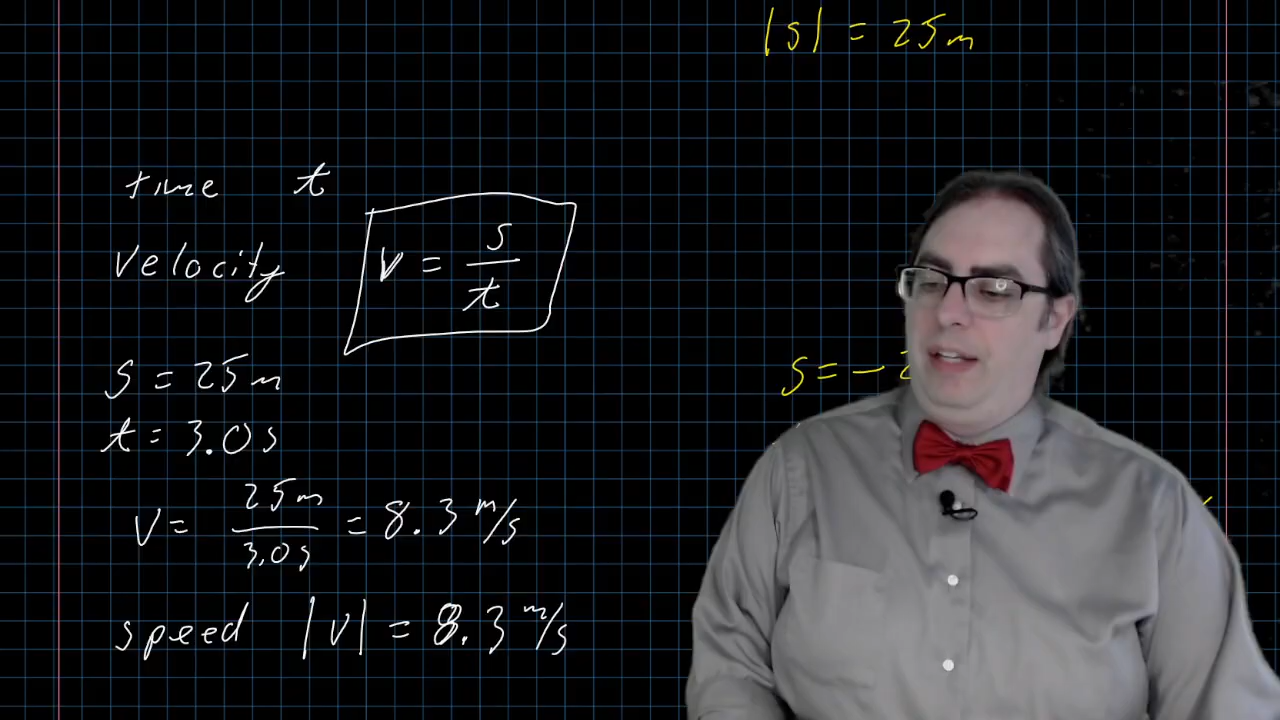 |s| = 25m
time t
velocity v = s/t
s = 25m
t = 3.0s
v = 25m/3.0s = 8.3 m/s
s = -
speed |v| = 8.3 m/s